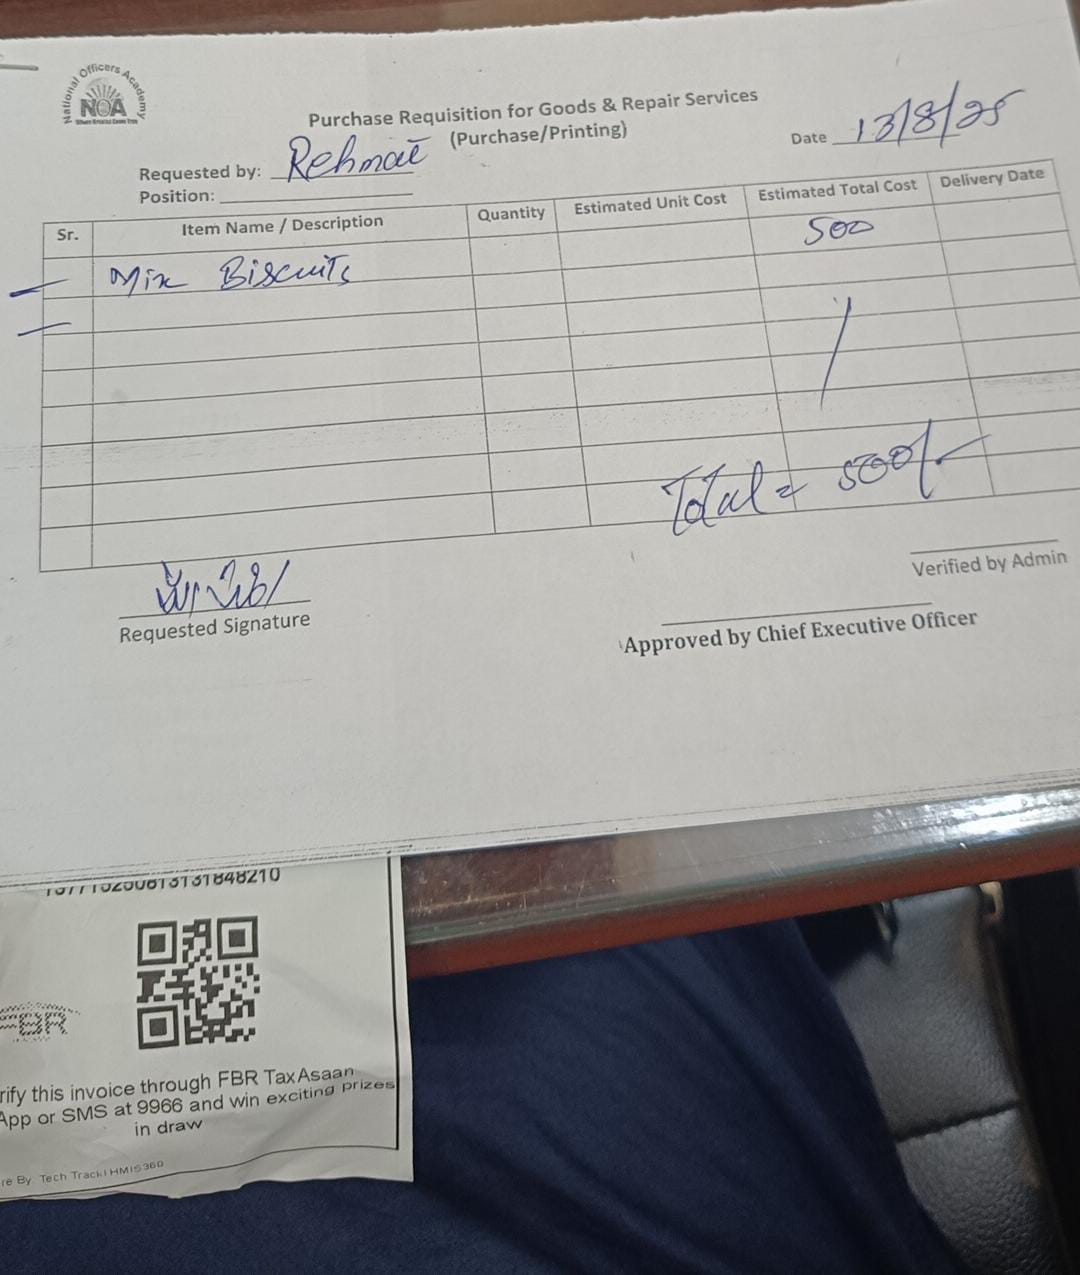 National Officers Academy
NOA
Purchase Requisition for Goods & Repair Services
(Purchase/Printing)
Date 13/8/25
Requested by: Rehmat
Position:
Sr. Item Name / Description Quantity Estimated Unit Cost Estimated Total Cost Delivery Date
Mix Biscuits 500
Total = 500/-
Requested Signature
Verified by Admin
Approved by Chief Executive Officer
FBR
rify this invoice through FBR TaxAsaan
App or SMS at 9966 and win exciting prizes
in draw
re By Tech Track | HMIS 360